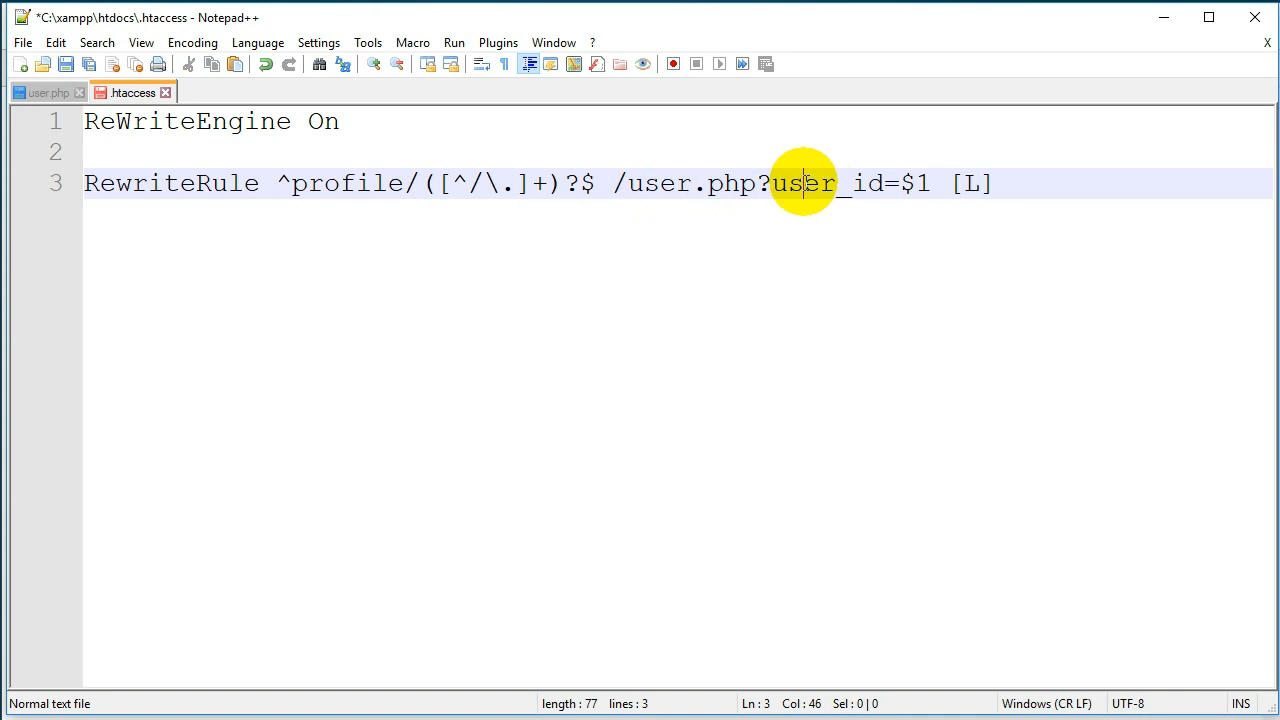 *C:\xampp\htdocs\.htaccess - Notepad++
File Edit Search View Encoding Language Settings Tools Macro Run Plugins Window ? X
user.php .htaccess
1 ReWriteEngine On
2
3 RewriteRule ^profile/([^/\.]+)?$ /user.php?user_id=$1 [L]
Normal text file length : 77 lines : 3 Ln : 3 Col : 46 Sel : 0 | 0 Windows (CR LF) UTF-8 INS